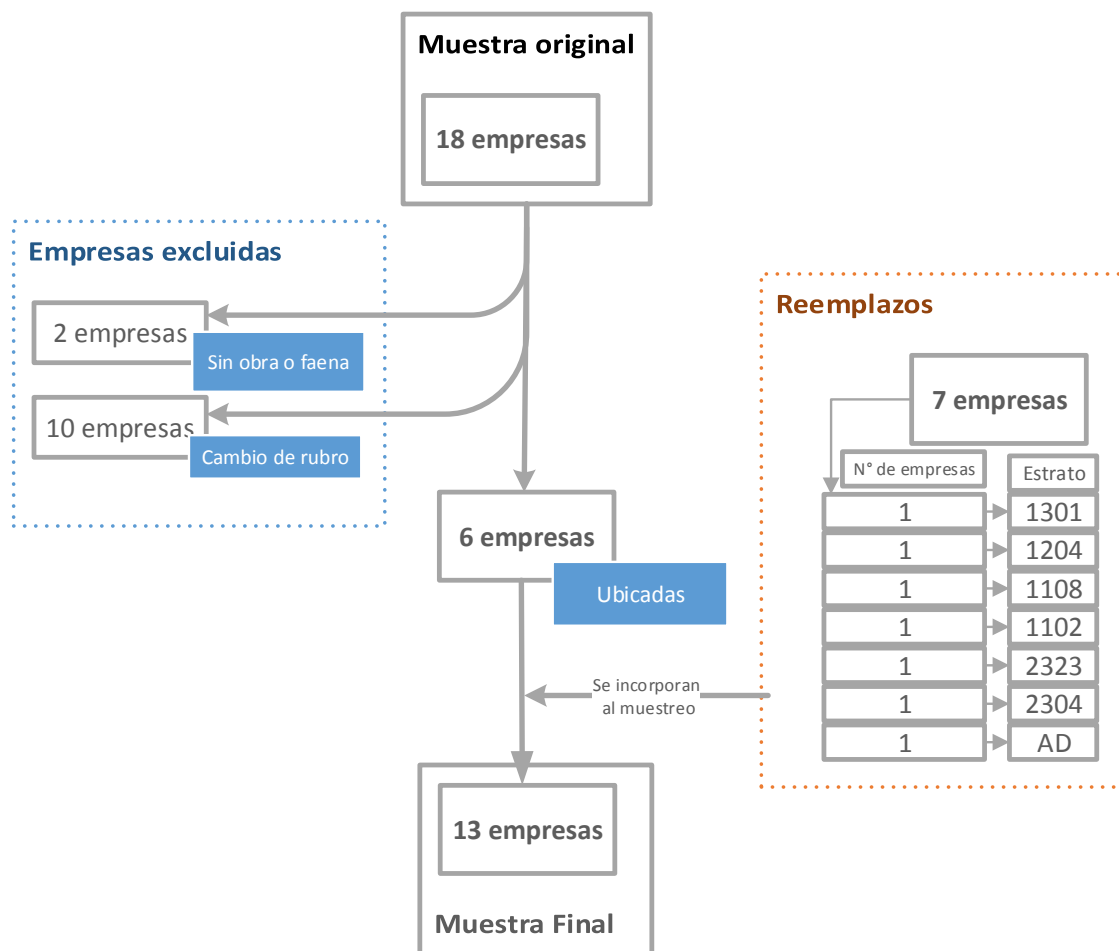 Muestra original
18 empresas
Empresas excluidas
2 empresas
Sin obra o faena
10 empresas
Cambio de rubro
Reemplazos
7 empresas
N° de empresas
Estrato
1
1301
1
1204
1
1108
1
1102
1
2323
1
2304
1
AD
6 empresas
Ubicadas
Se incorporan
al muestreo
13 empresas
Muestra Final